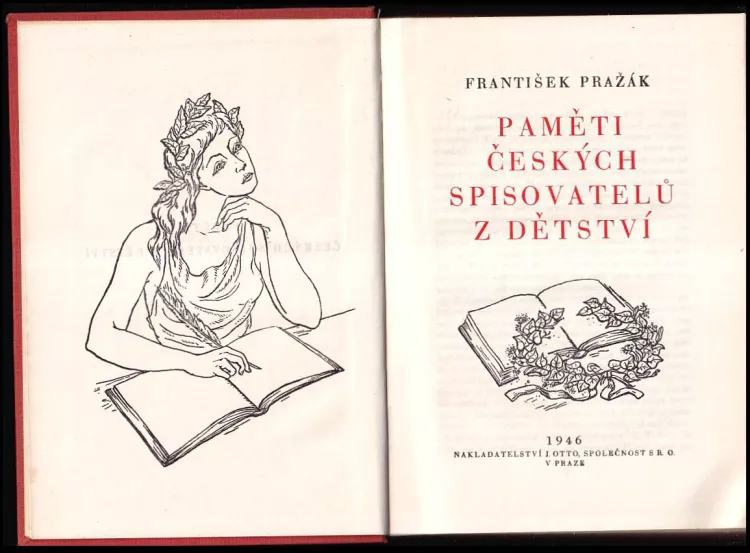 FRANTIŠEK PRAŽÁK
PAMĚTI
ČESKÝCH
SPISOVATELŮ
Z DĚTSTVÍ
1946
NAKLADATELSTVÍ J. OTTO, SPOLEČNOST S R. O.
V PRAZE